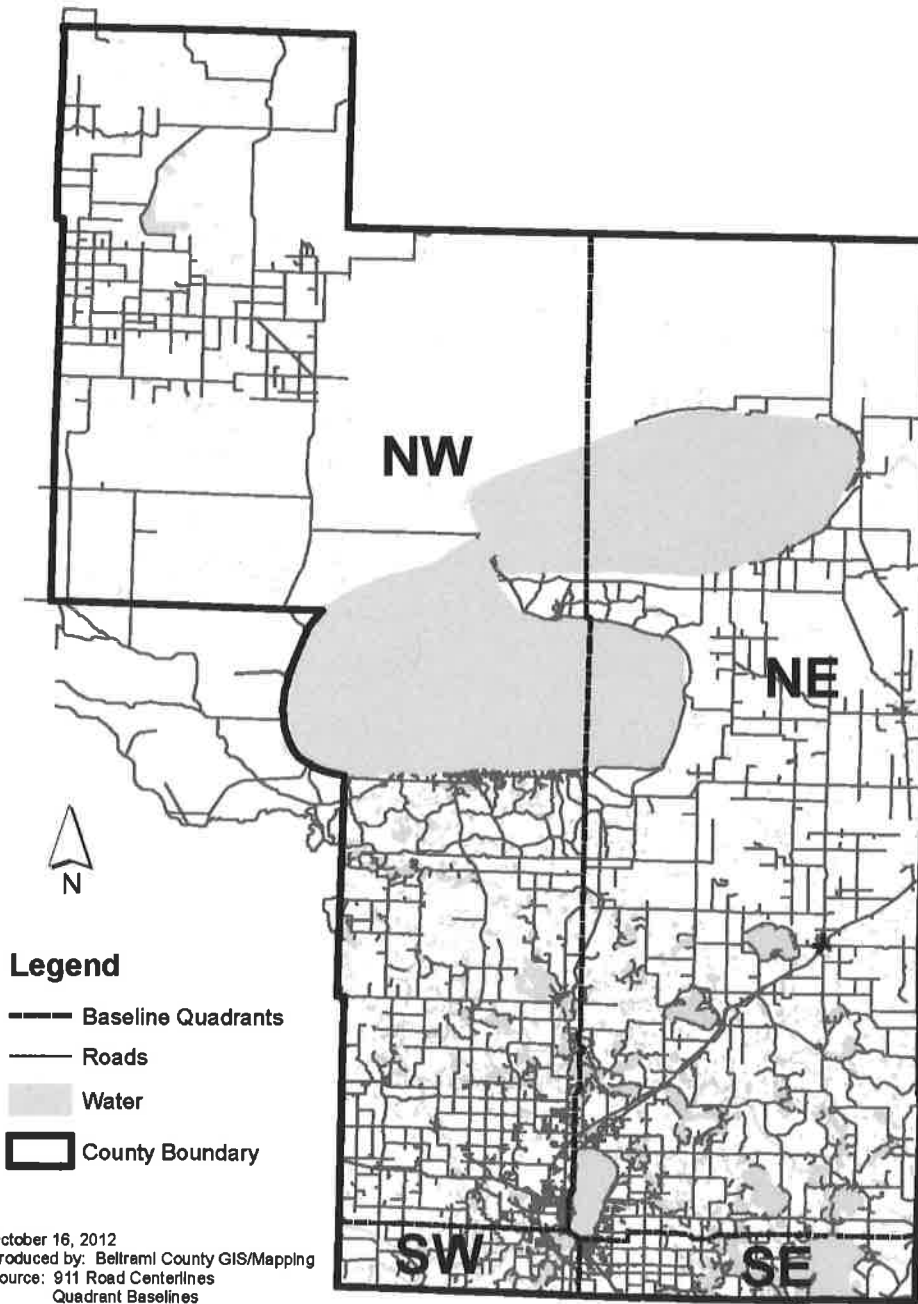 NW
NE
N
Legend
Baseline Quadrants
Roads
Water
County Boundary
ctober 16, 2012
roduced by: Beltrami County GIS/Mapping
ource: 911 Road Centerlines
Quadrant Baselines
SW
SE